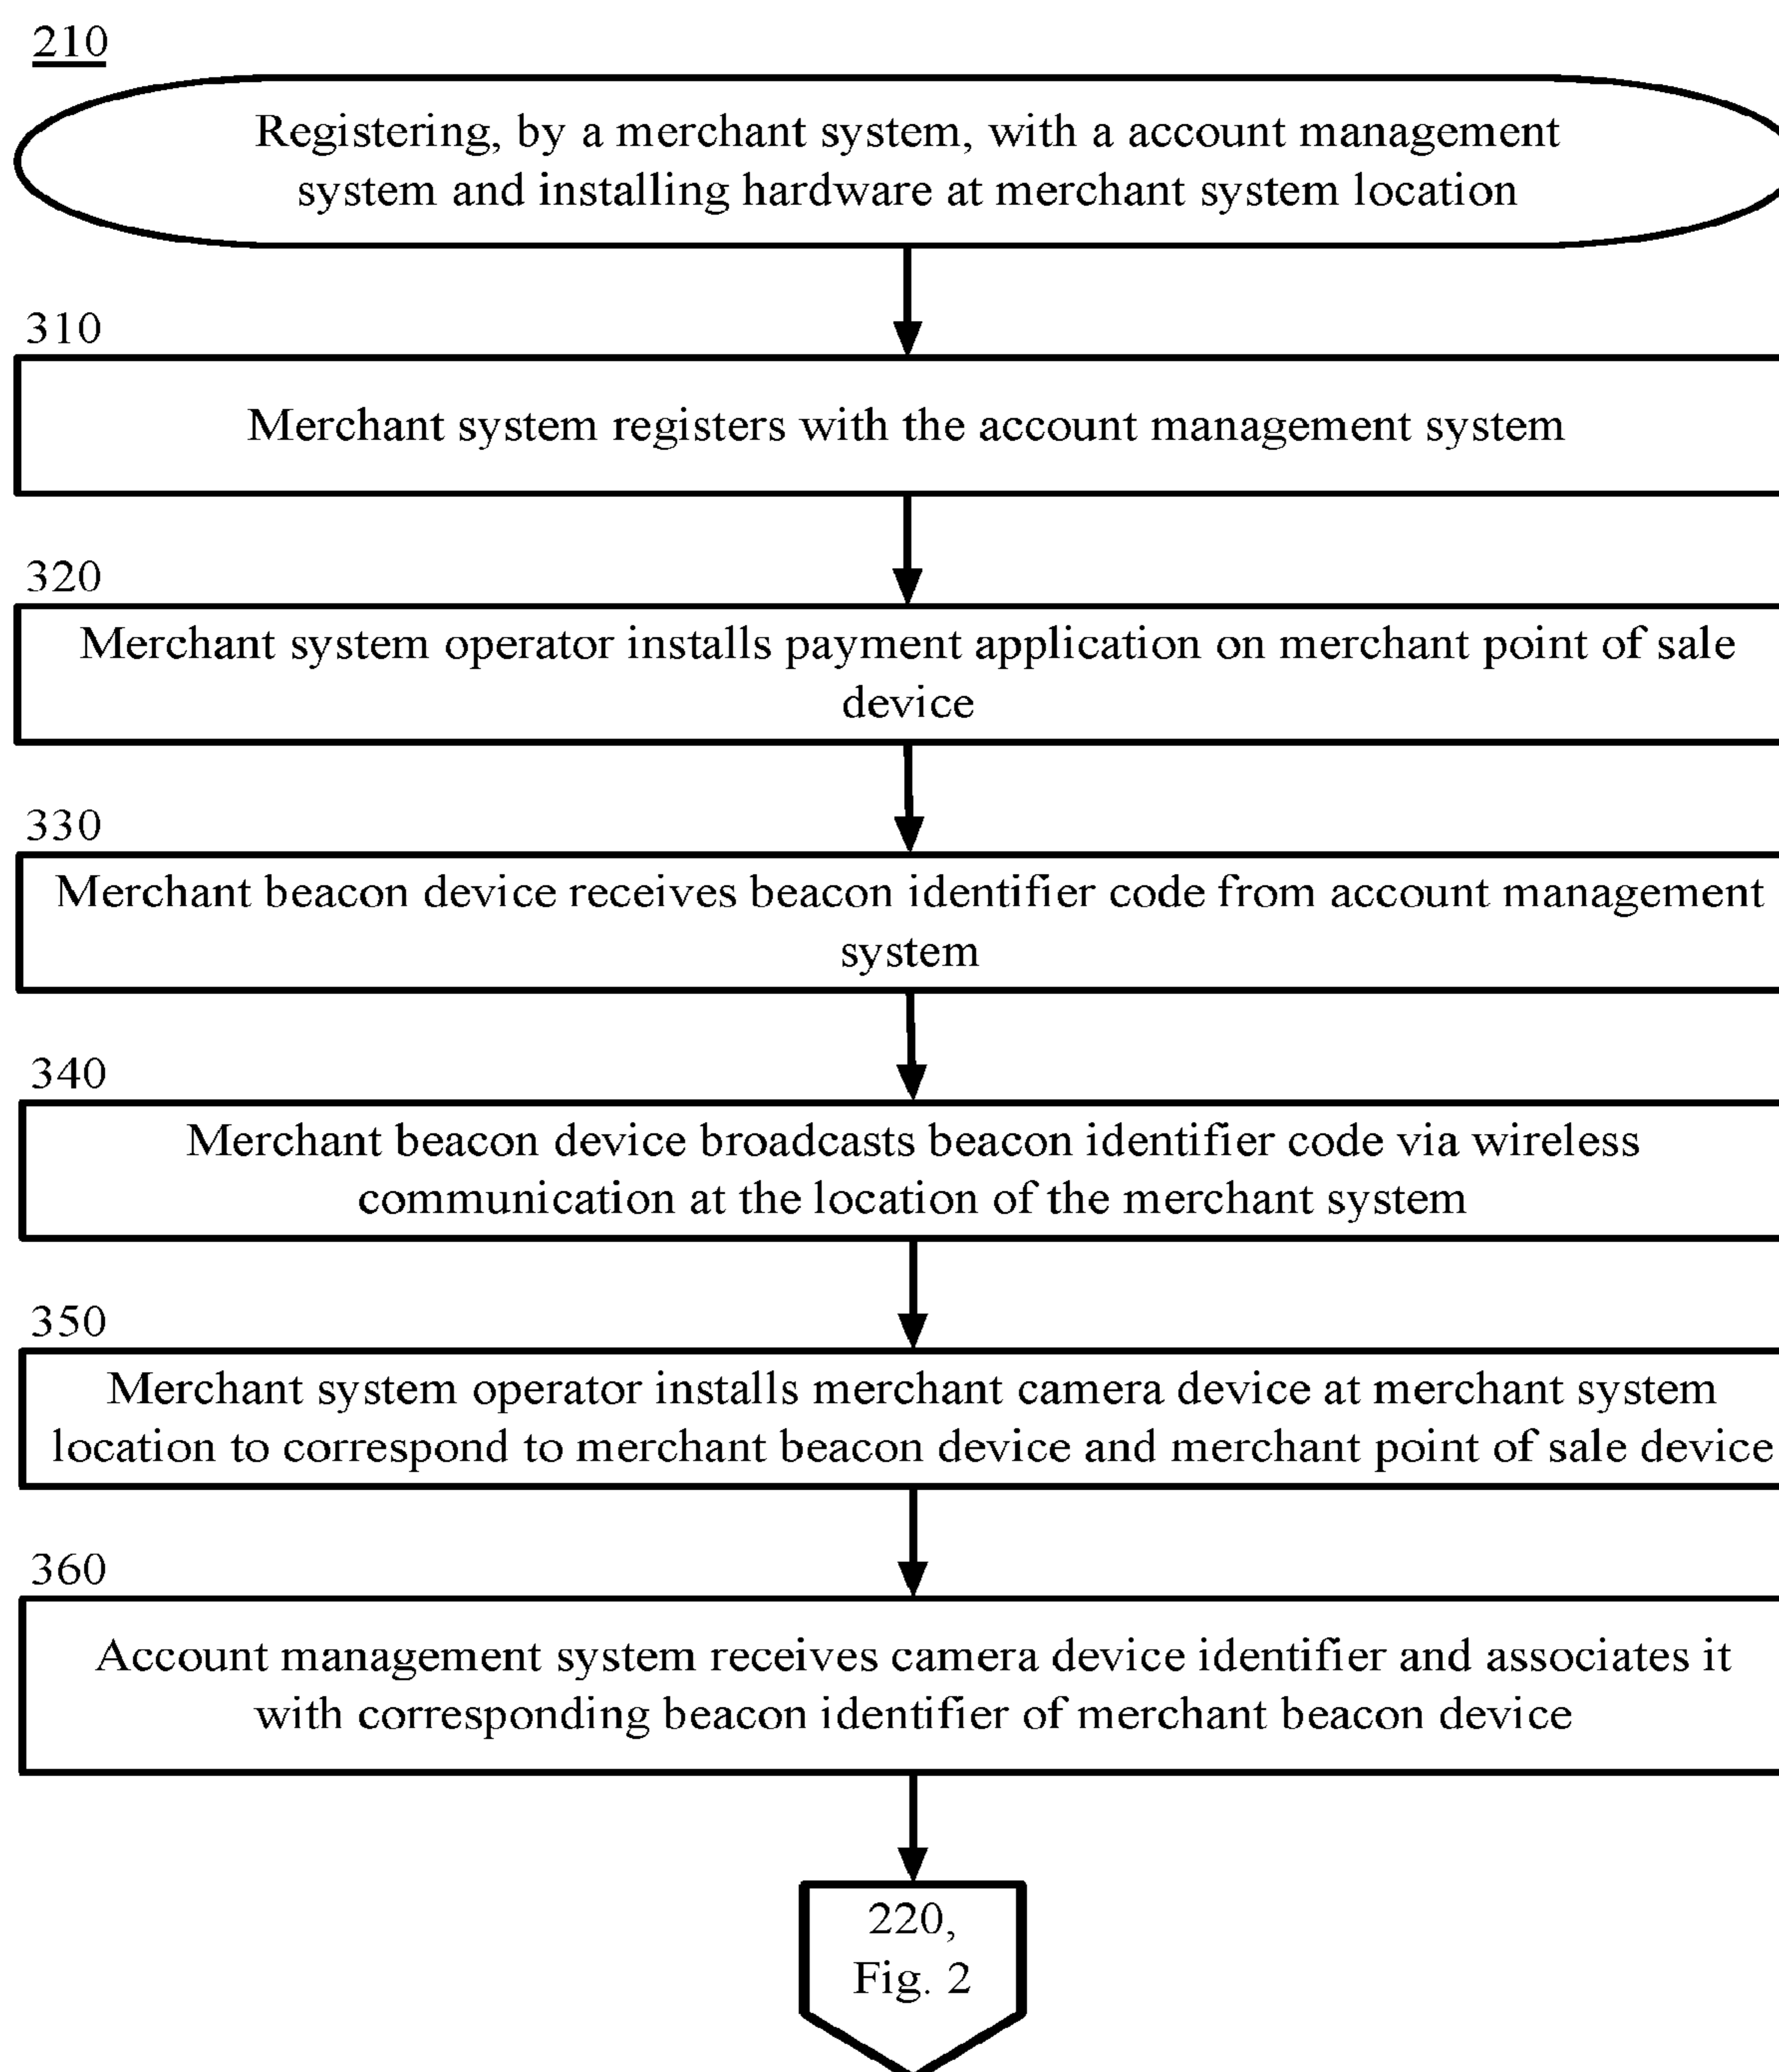 210
Registering, by a merchant system, with a account management
system and installing hardware at merchant system location
310
Merchant system registers with the account management system
320
Merchant system operator installs payment application on merchant point of sale
device
330
Merchant beacon device receives beacon identifier code from account management
system
340
Merchant beacon device broadcasts beacon identifier code via wireless
communication at the location of the merchant system
350
Merchant system operator installs merchant camera device at merchant system
location to correspond to merchant beacon device and merchant point of sale device
360
Account management system receives camera device identifier and associates it
with corresponding beacon identifier of merchant beacon device
220,
Fig. 2